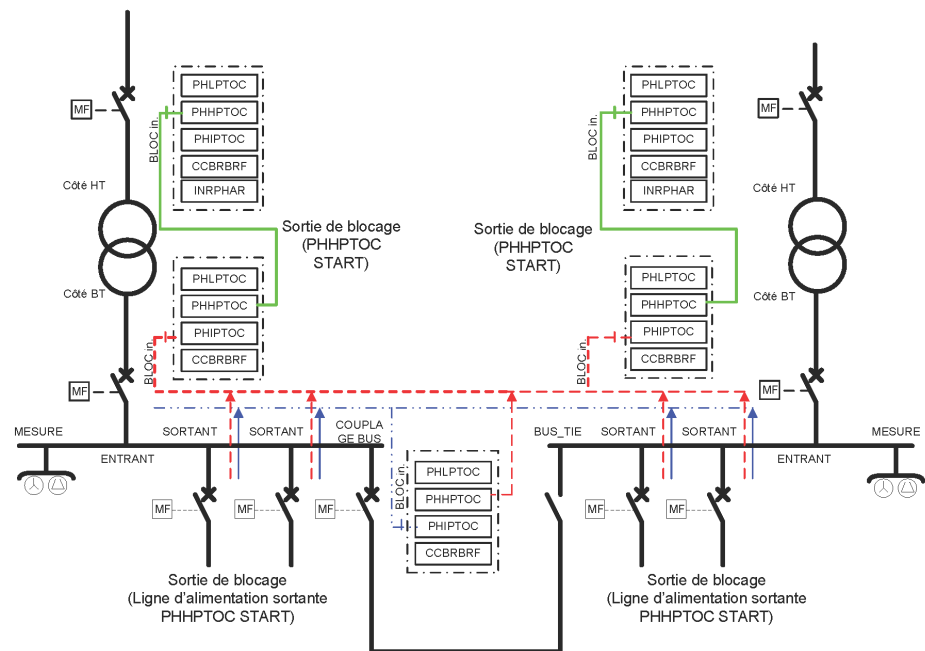 PHLPTOC
PHHPTOC
PHIPTOC
CCBRBRF
INRPHAR
BLOC in.
MF
Côté HT
Côté BT
Sortie de blocage
(PHHPTOC
START)
PHLPTOC
PHHPTOC
PHIPTOC
CCBRBRF
BLOC in.
MF
PHLPTOC
PHHPTOC
PHIPTOC
CCBRBRF
INRPHAR
BLOC in.
MF
Côté HT
Côté BT
Sortie de blocage
(PHHPTOC
START)
PHLPTOC
PHHPTOC
PHIPTOC
CCBRBRF
BLOC in.
MF
MESURE
ENTRANT
SORTANT
SORTANT
COUPLA
GE BUS
BUS_TIE
SORTANT
SORTANT
ENTRANT
MESURE
BLOC in.
PHLPTOC
PHHPTOC
PHIPTOC
CCBRBRF
MF
MF
MF
MF
MF
Sortie de blocage
(Ligne d'alimentation sortante
PHHPTOC START)
Sortie de blocage
(Ligne d'alimentation sortante
PHHPTOC START)